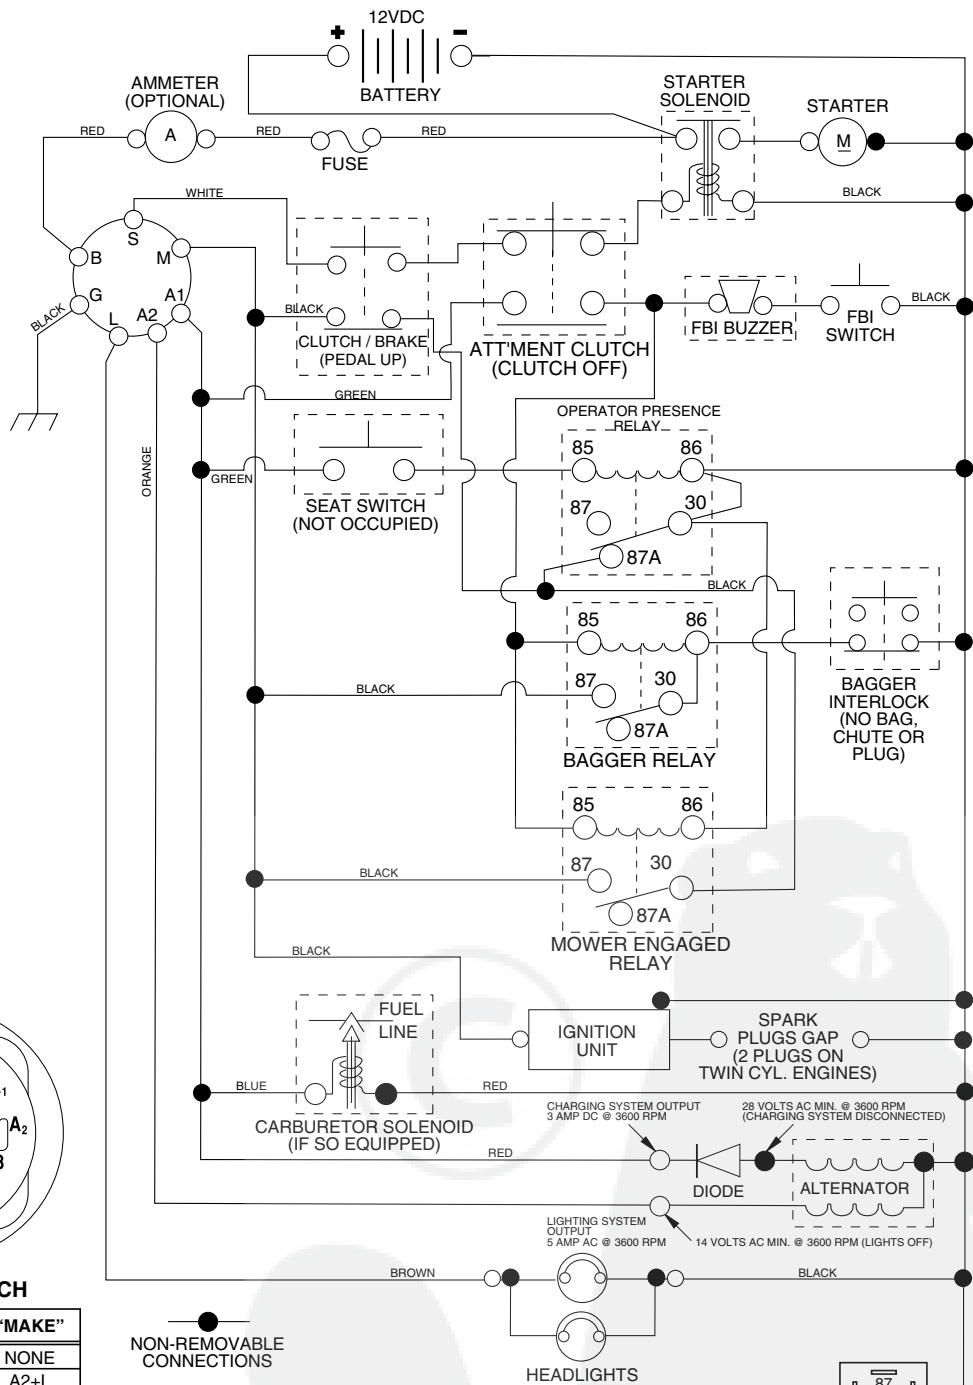 12VDC
+
-
BATTERY
AMMETER
(OPTIONAL)
A
RED
RED
FUSE
RED
STARTER
SOLENOID
STARTER
M
BLACK
WHITE
S
B
M
G
A1
L
A2
BLACK
BLACK
CLUTCH / BRAKE
(PEDAL UP)
ATT'MENT CLUTCH
(CLUTCH OFF)
FBI BUZZER
FBI
SWITCH
BLACK
GREEN
ORANGE
GREEN
SEAT SWITCH
(NOT OCCUPIED)
OPERATOR PRESENCE
RELAY
85
86
87
30
87A
BLACK
85
86
87
30
87A
BLACK
BAGGER RELAY
BAGGER
INTERLOCK
(NO BAG,
CHUTE OR
PLUG)
85
86
87
30
87A
BLACK
MOWER ENGAGED
RELAY
BLACK
FUEL
LINE
IGNITION
UNIT
SPARK
PLUGS GAP
(2 PLUGS ON
TWIN CYL. ENGINES)
BLUE
RED
CARBURETOR SOLENOID
(IF SO EQUIPPED)
CHARGING SYSTEM OUTPUT
3 AMP DC @ 3600 RPM
28 VOLTS AC MIN. @ 3600 RPM
(CHARGING SYSTEM DISCONNECTED)
RED
DIODE
ALTERNATOR
LIGHTING SYSTEM
OUTPUT
5 AMP AC @ 3600 RPM
14 VOLTS AC MIN. @ 3600 RPM (LIGHTS OFF)
BROWN
BLACK
HEADLIGHTS
NON-REMOVABLE
CONNECTIONS
-1
A2
B
CH
"MAKE"
NONE
A2+L
87
©